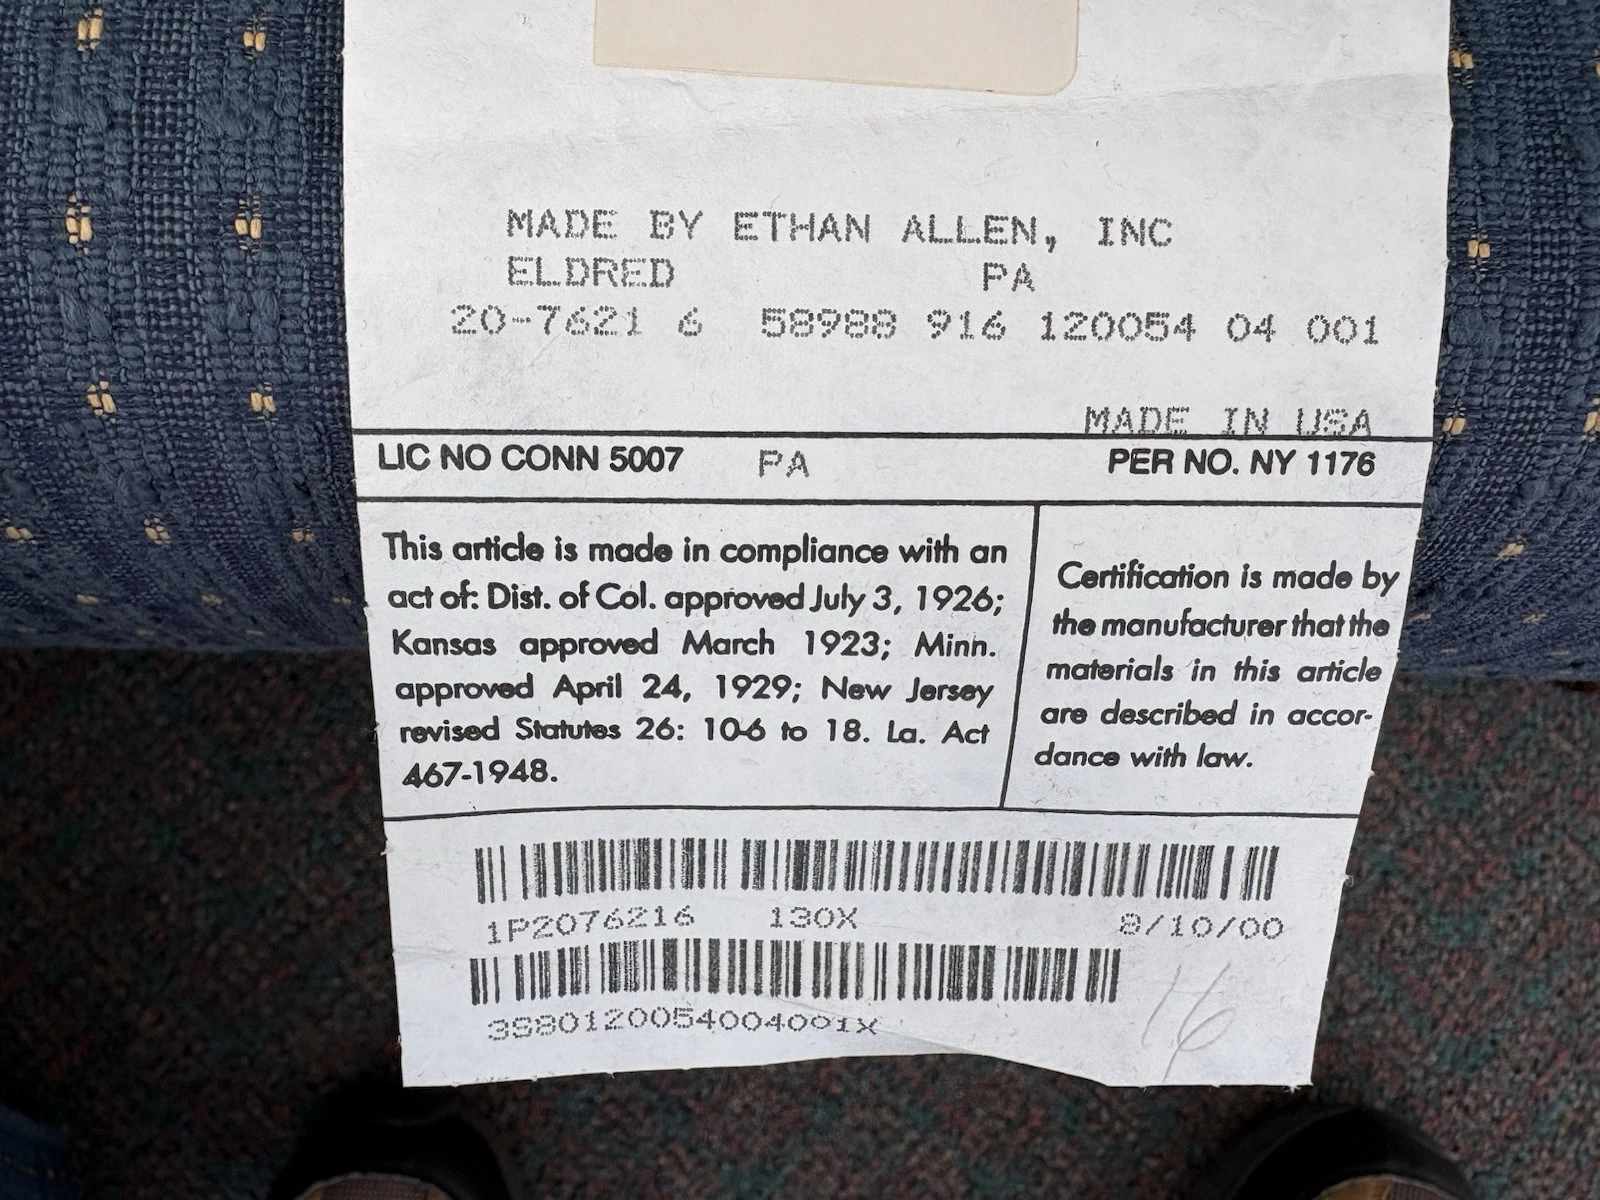 MADE BY ETHAN ALLEN, INC
ELDRED PA
20-7621 6 58988 916 120054 04 001
MADE IN USA
LIC NO CONN 5007 PA PER NO. NY 1176
This article is made in compliance with an
act of: Dist. of Col. approved July 3, 1926;
Kansas approved March 1923; Minn.
approved April 24, 1929; New Jersey
revised Statutes 26: 10-6 to 18. La. Act
467-1948.
Certification is made by
the manufacturer that the
materials in this article
are described in accor-
dance with law.
1P2076216 130X 8/10/00
3S80120054004001X
16